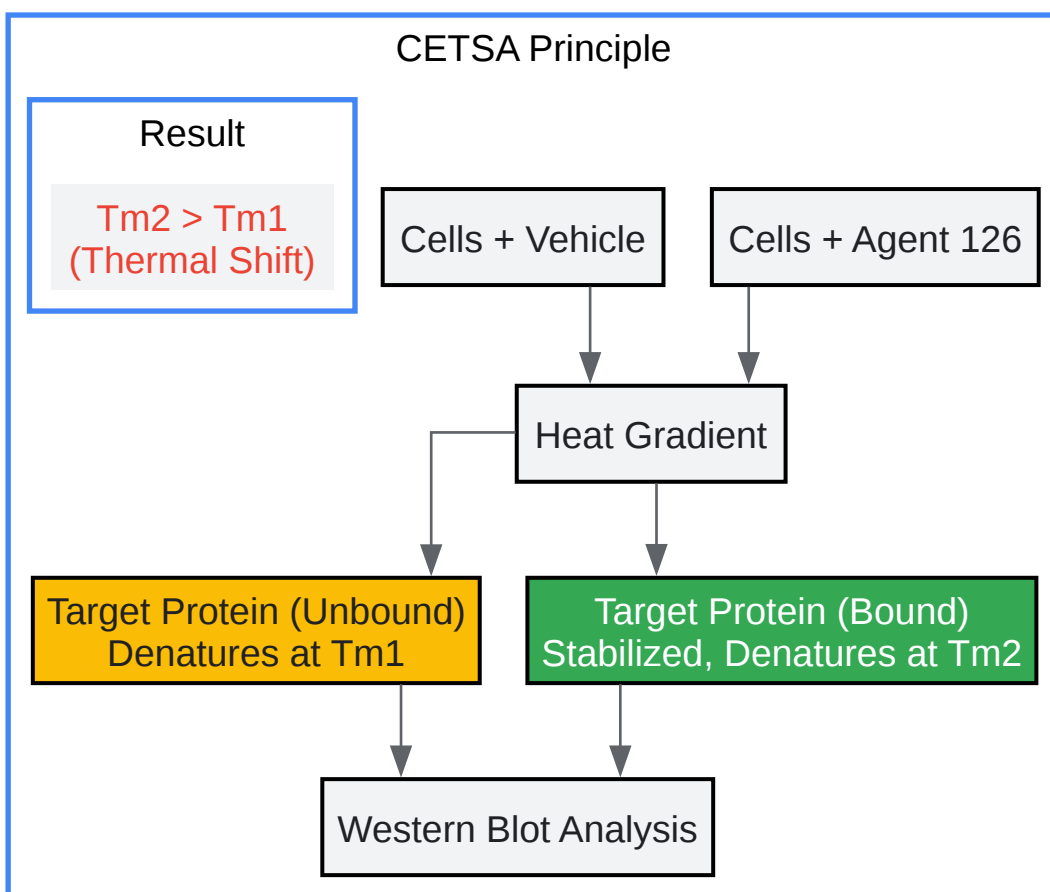 CETSA Principle
Result
Tm2 > Tm1
(Thermal Shift)
Cells + Vehicle
Cells + Agent 126
Heat Gradient
Target Protein (Unbound)
Denatures at Tm1
Target Protein (Bound)
Stabilized, Denatures at Tm2
Western Blot Analysis